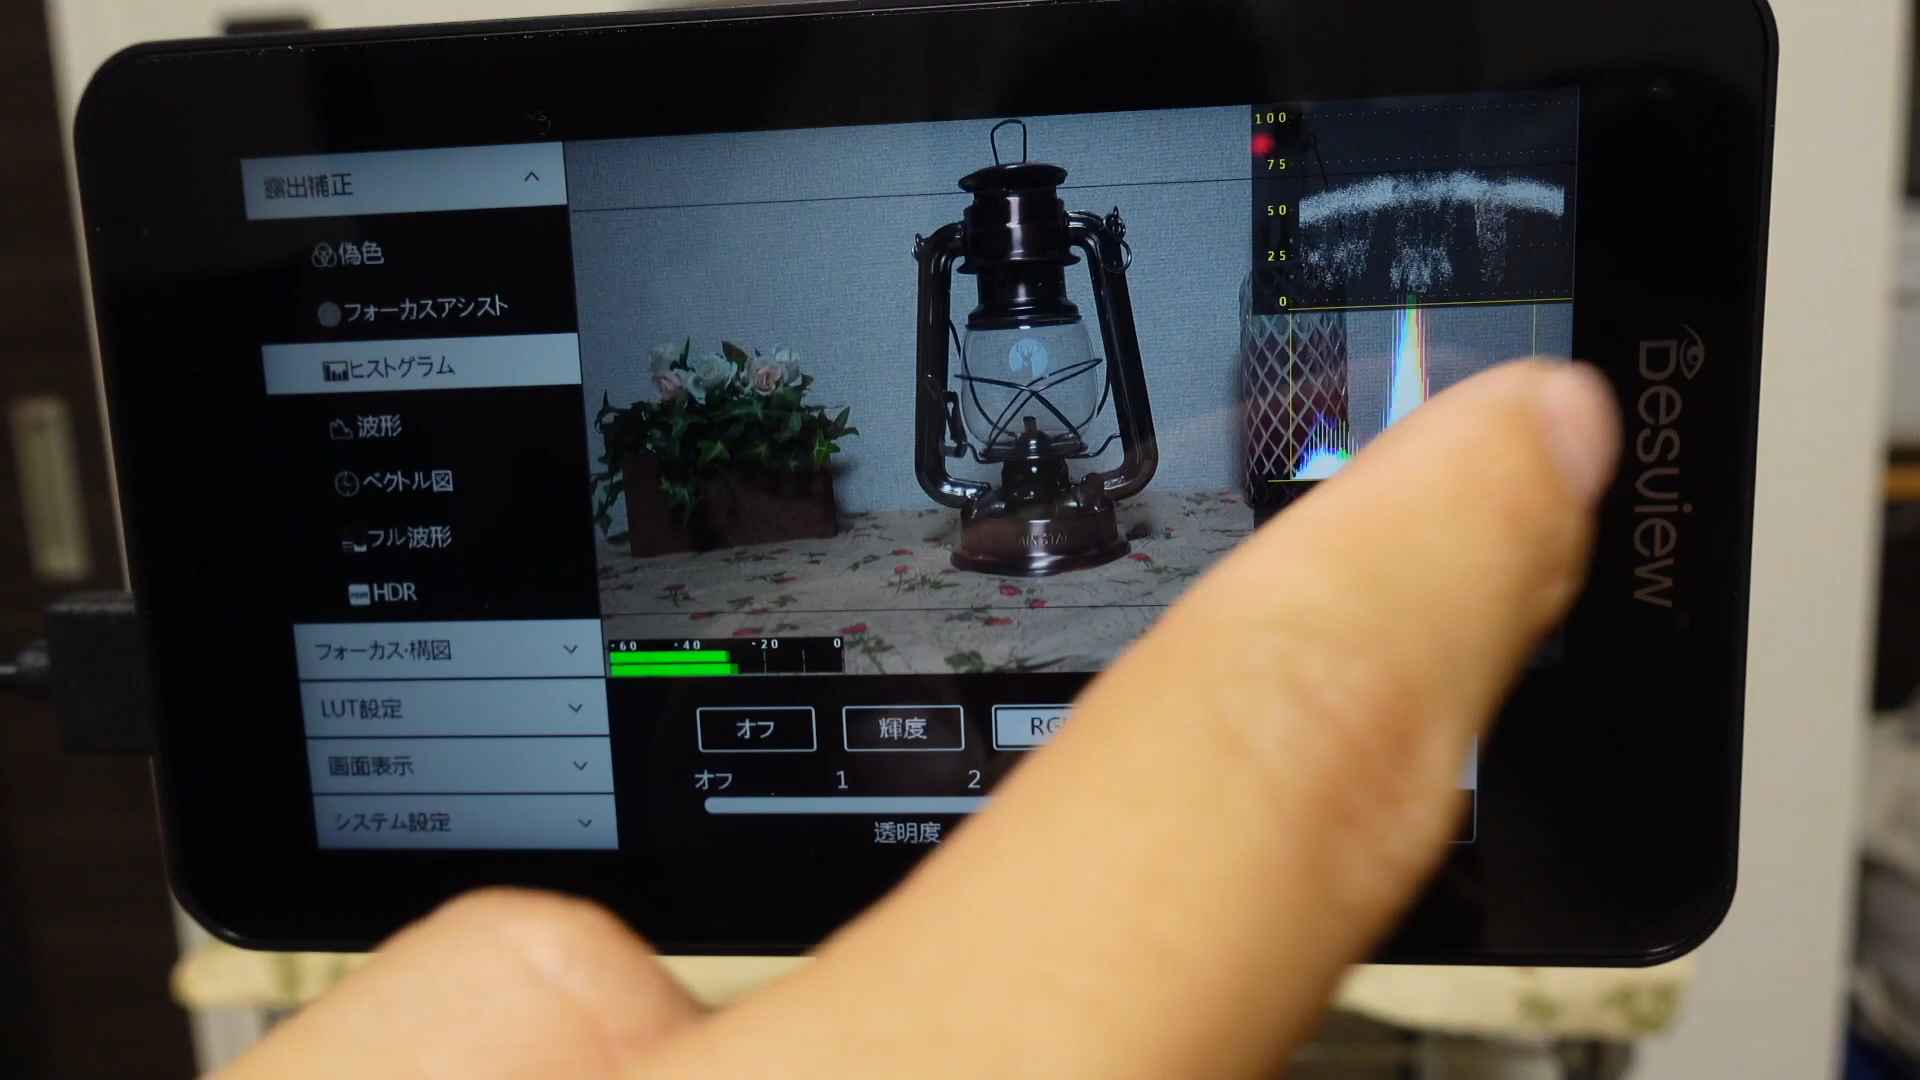 露出補正
偽色
フォーカスアシスト
ヒストグラム
波形
ベクトル図
フル波形
HDR
フォーカス・構図
LUT設定
画面表示
システム設定
100
75
50
25
0
-60 -40 -20 0
オフ 輝度
オフ 1 2
透明度
Desview